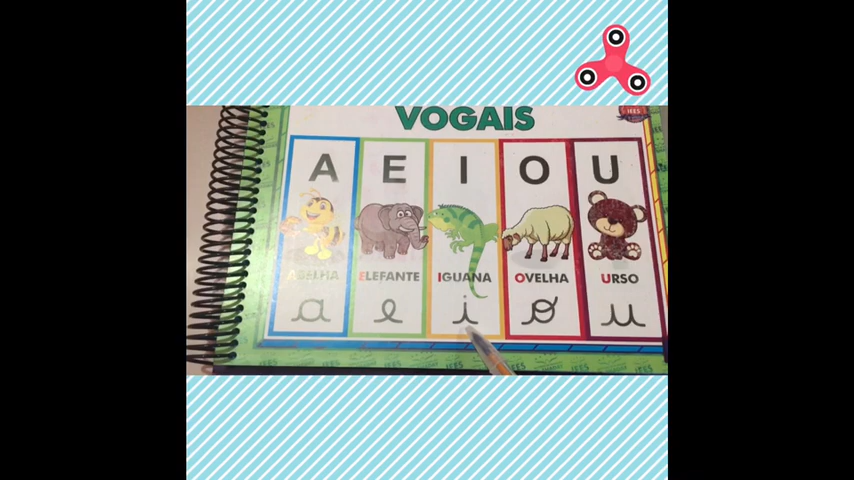 VOGAIS
A E I O U
ABELHA ELEFANTE IGUANA OVELHA URSO
a e i o u